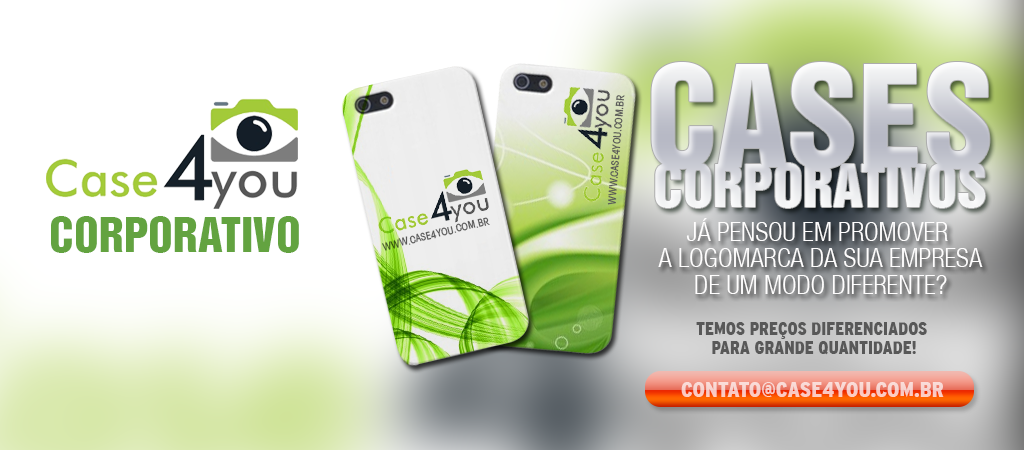 Case4you
CORPORATIVO
Case4you
WWW.CASE4YOU.COM.BR
Case4you
WWW.CASE4YOU.COM.BR
CASES
CORPORATIVOS
JÁ PENSOU EM PROMOVER
A LOGOMARCA DA SUA EMPRESA
DE UM MODO DIFERENTE?
TEMOS PREÇOS DIFERENCIADOS
PARA GRANDE QUANTIDADE!
CONTATO@CASE4YOU.COM.BR